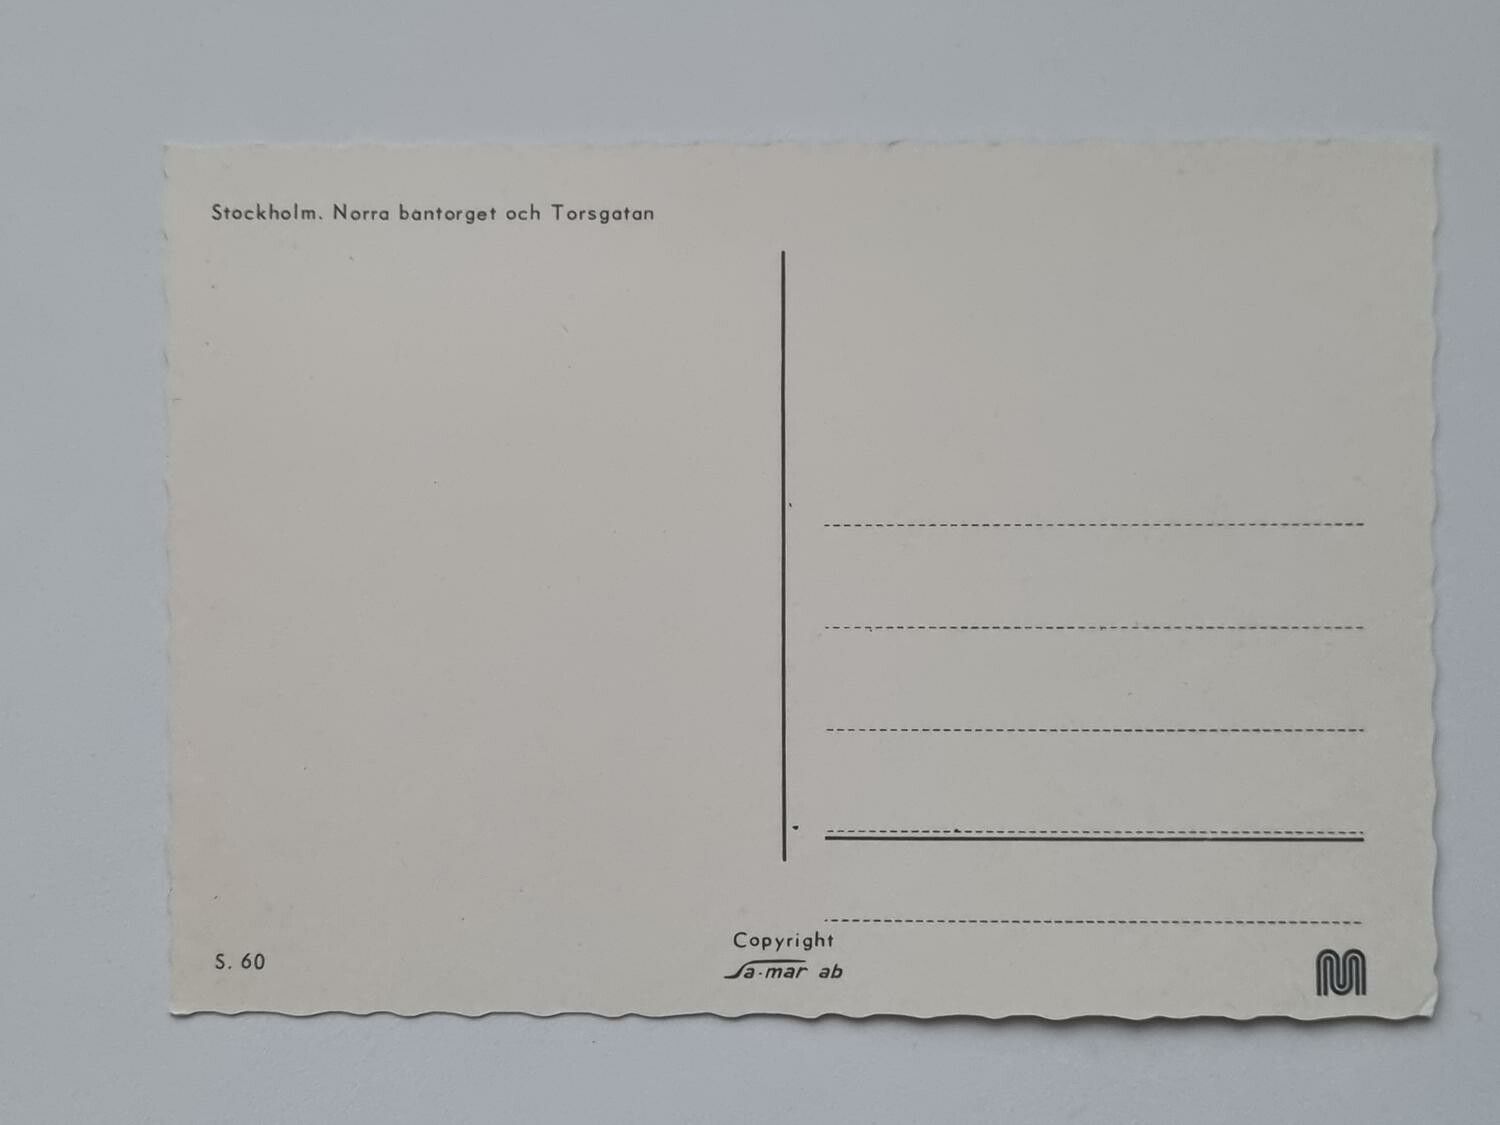 Stockholm. Norra bantorget och Torsgatan
S. 60
Copyright
Sa-mar ab